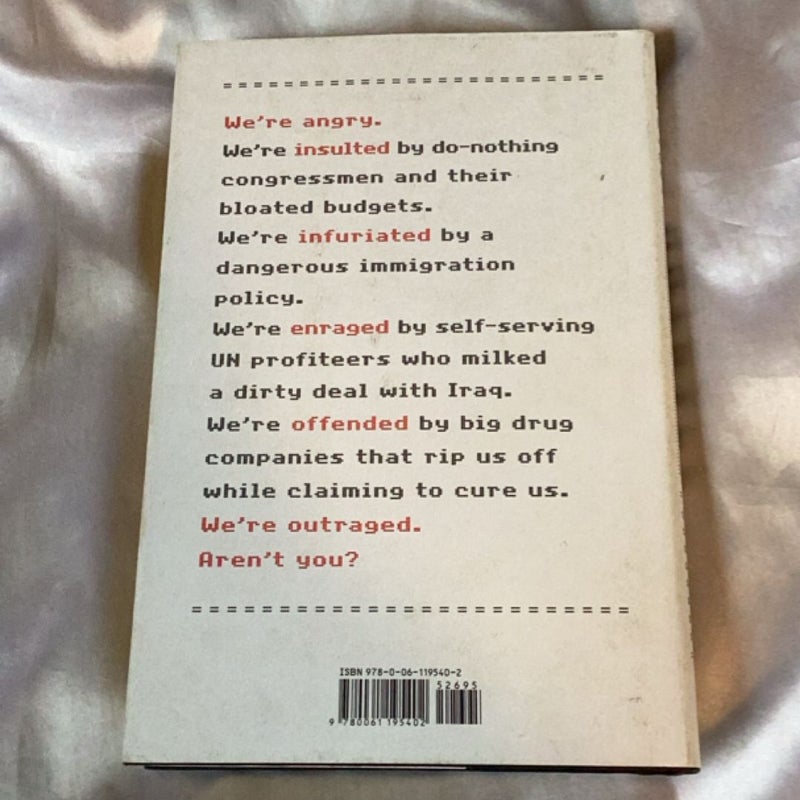 ========================
We're angry.
We're insulted by do-nothing
congressmen and their
bloated budgets.
We're infuriated by a
dangerous immigration
policy.
We're enraged by self-serving
UN profiteers who milked
a dirty deal with Iraq.
We're offended by big drug
companies that rip us off
while claiming to cure us.
We're outraged.
Aren't you?
========================
ISBN 978-0-06-119540-2
52695
9 780061 195402